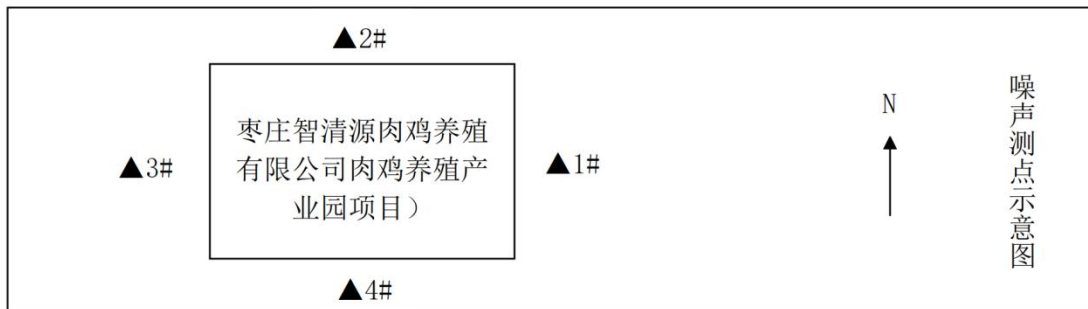 ▲2#
枣庄智清源肉鸡养殖
有限公司肉鸡养殖产
业园项目）
▲3#
▲1#
▲4#
N
噪声测点示意图